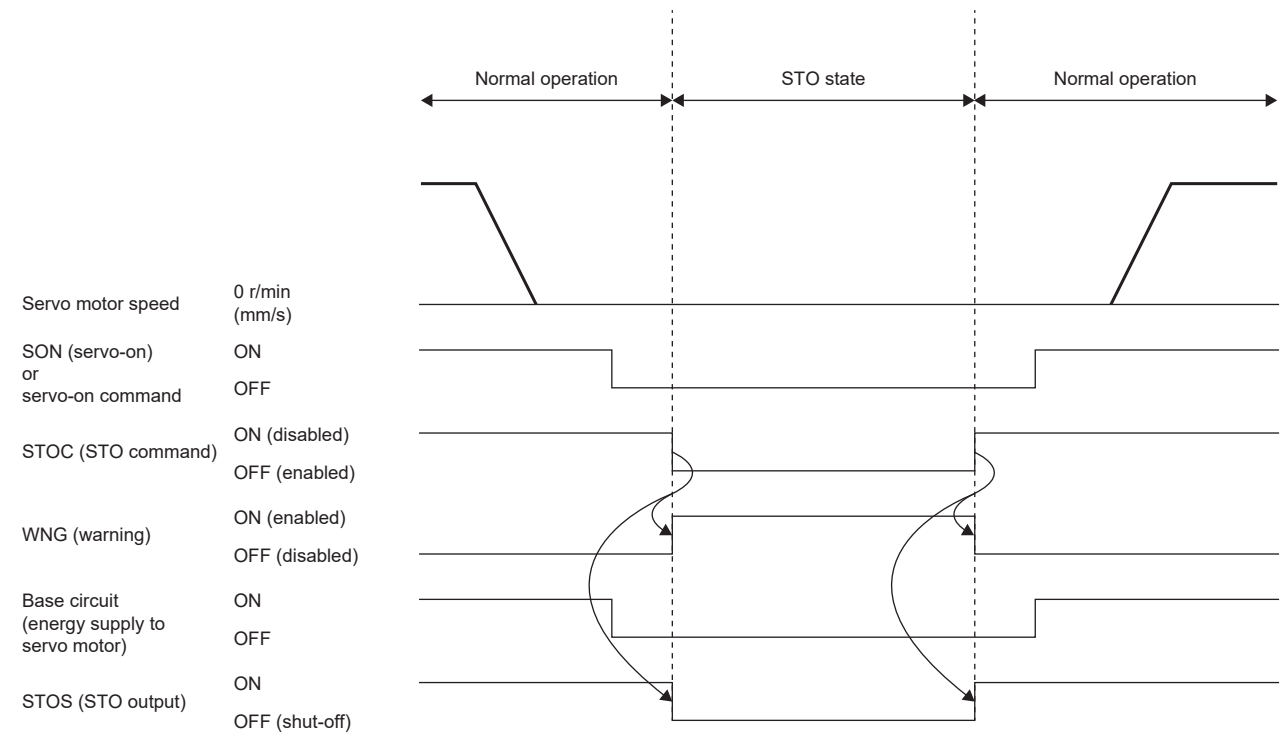 Normal operation
STO state
Normal operation
Servo motor speed
0 r/min
(mm/s)
SON (servo-on)
or
servo-on command
ON
OFF
STOC (STO command)
ON (disabled)
OFF (enabled)
WNG (warning)
ON (enabled)
OFF (disabled)
Base circuit
(energy supply to
servo motor)
ON
OFF
STOS (STO output)
ON
OFF (shut-off)